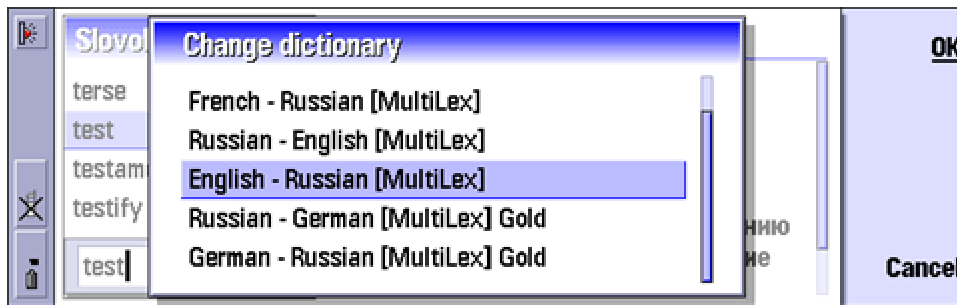 Slovo
Change dictionary
OK
terse
test
testam
testify
test
French - Russian [MultiLex]
Russian - English [MultiLex]
English - Russian [MultiLex]
Russian - German [MultiLex] Gold
German - Russian [MultiLex] Gold
нию
ие
Cancel